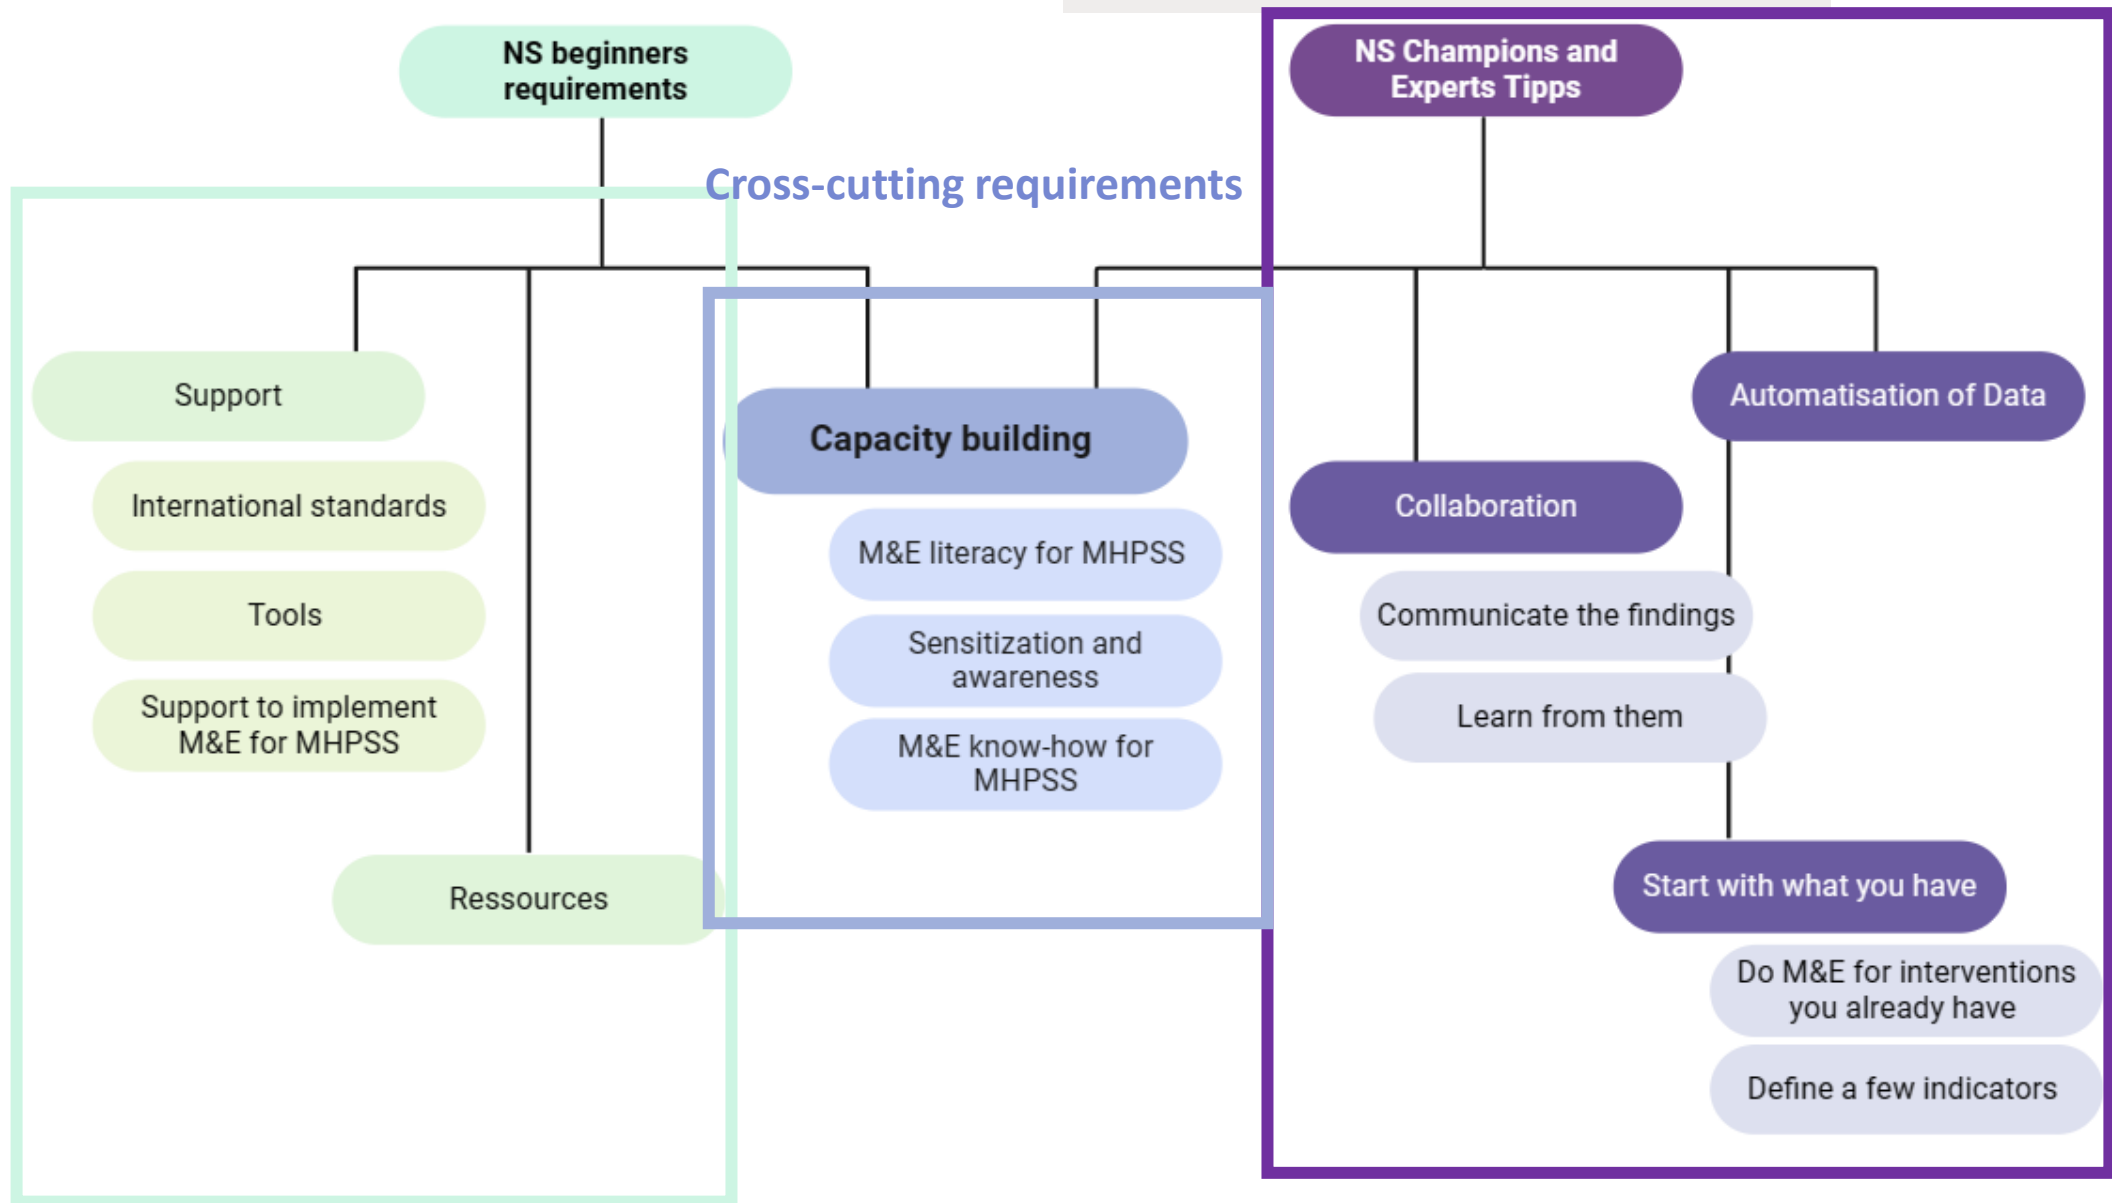 NS beginners
requirements
NS Champions and
Experts Tipps
Cross-cutting requirements
Support
International standards
Tools
Support to implement
M&E for MHPSS
Ressources
Capacity building
M&E literacy for MHPSS
Sensitization and
awareness
M&E know-how for
MHPSS
Automatisation of Data
Collaboration
Communicate the findings
Learn from them
Start with what you have
Do M&E for interventions
you already have
Define a few indicators